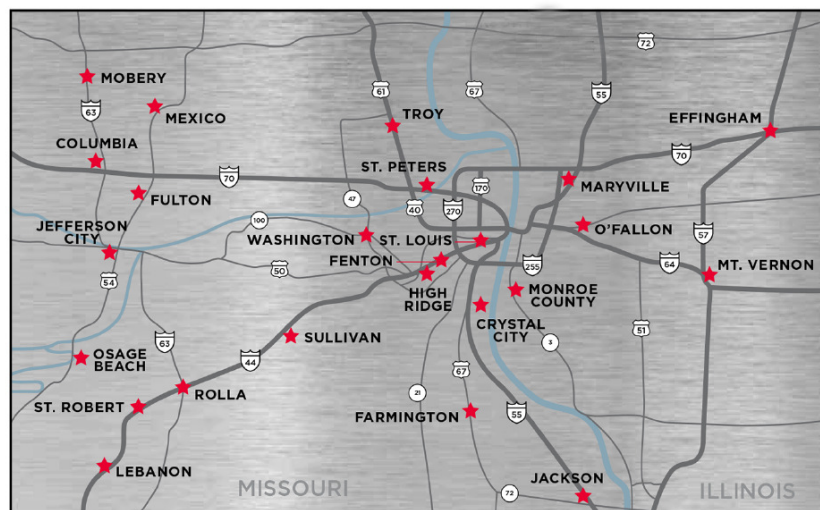 72
MOBERY
61
67
55
63
MEXICO
TROY
EFFINGHAM
COLUMBIA
70
ST. PETERS
70
170
MARYVILLE
FULTON
47
40
270
JEFFERSON
CITY
100
WASHINGTON
ST. LOUIS
O'FALLON
57
FENTON
50
255
64
MT. VERNON
54
HIGH
RIDGE
MONROE
COUNTY
CRYSTAL
CITY
51
63
SULLIVAN
3
OSAGE
BEACH
44
67
ROLLA
21
ST. ROBERT
FARMINGTON
55
LEBANON
JACKSON
MISSOURI
72
ILLINOIS